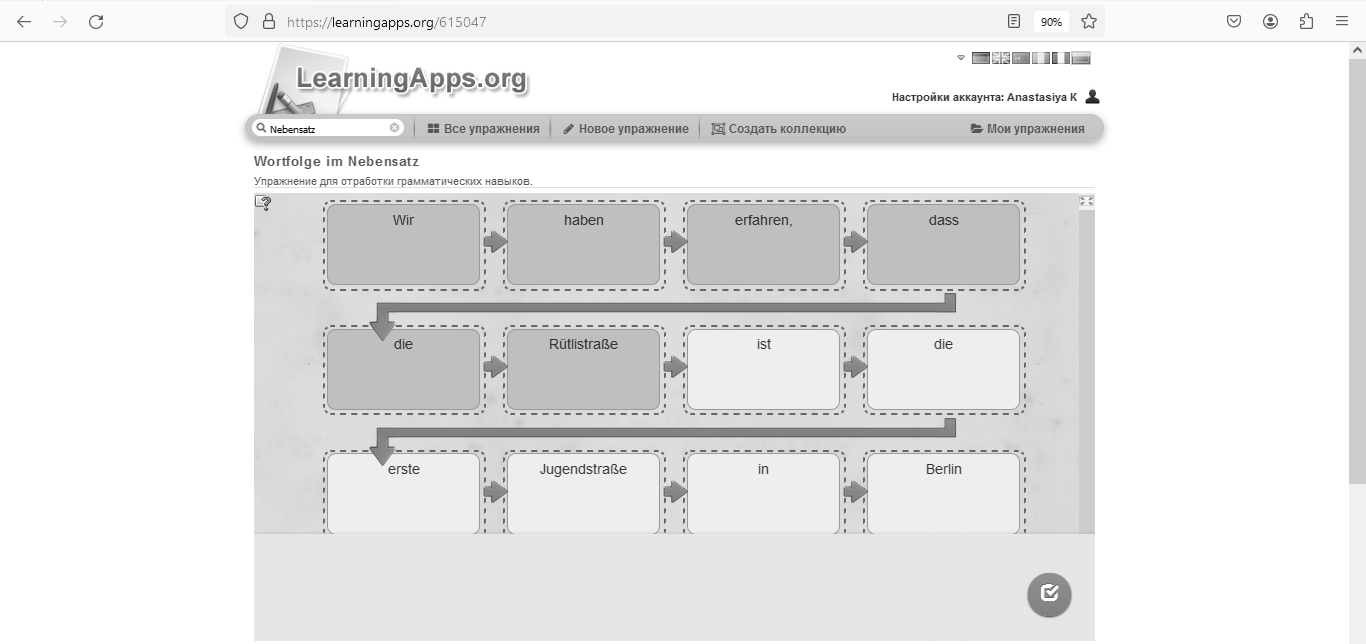 https://learningapps.org/615047
90%
LearningApps.org
Настройки аккаунта: Anastasiya K
Nebensatz
Все упражнения
Новое упражнение
Создать коллекцию
Мои упражнения
Wortfolge im Nebensatz
Упражнение для отработки грамматических навыков.
Wir haben erfahren, dass
die Rütlistraße ist die
erste Jugendstraße in Berlin